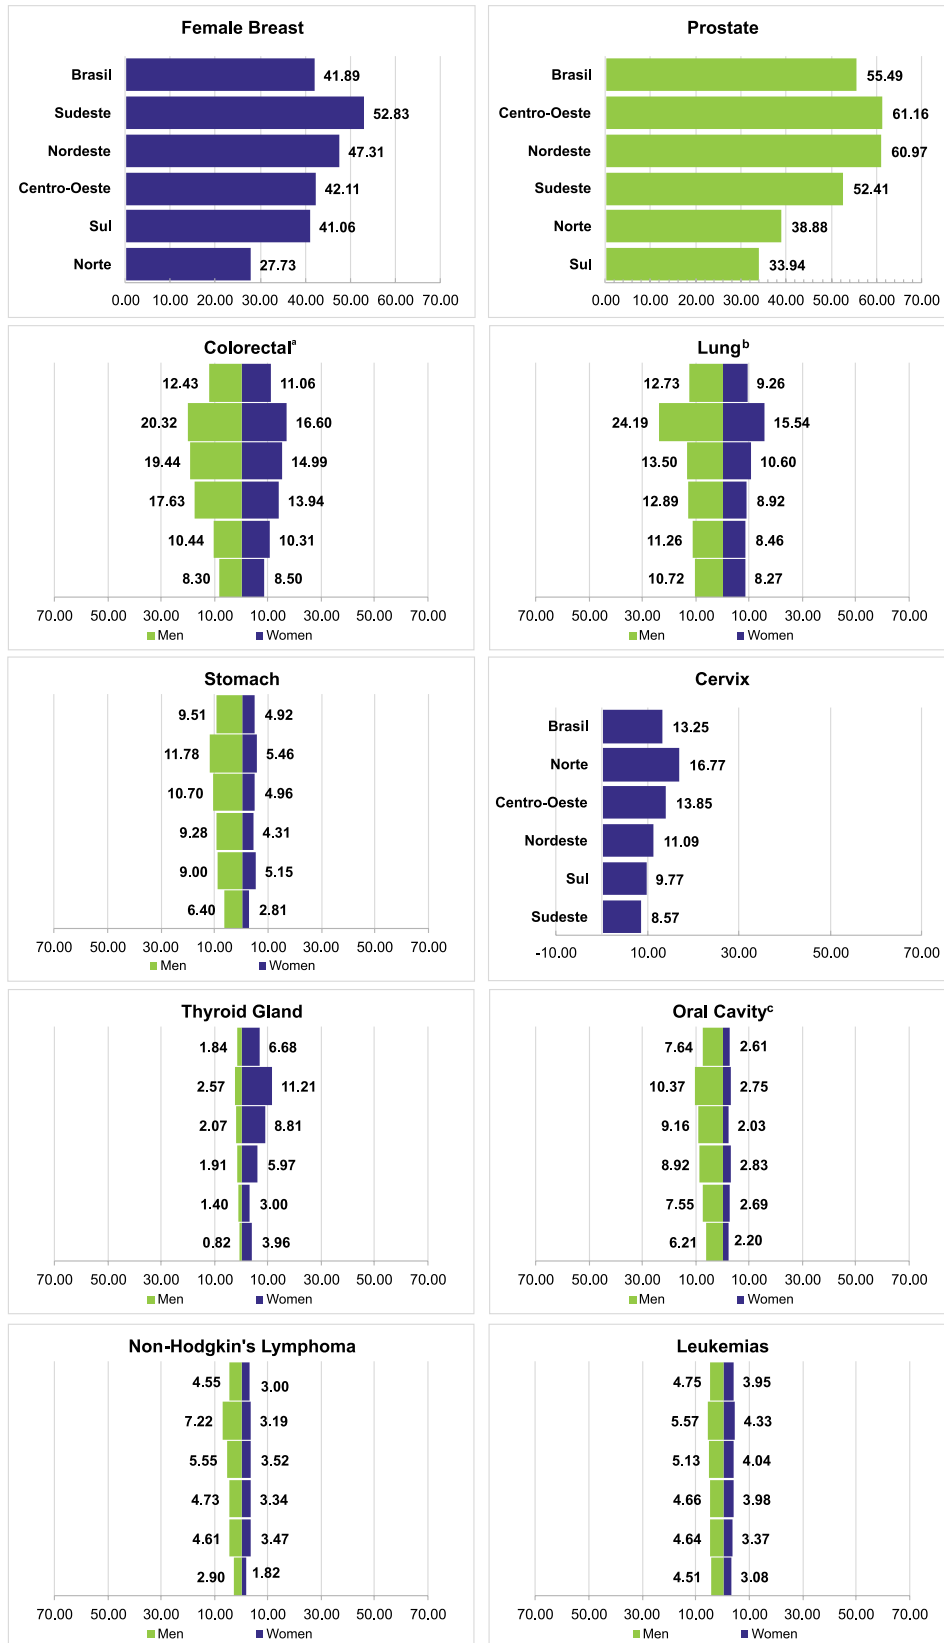 Female Breast
Brasil 41.89
Sudeste 52.83
Nordeste 47.31
Centro-Oeste 42.11
Sul 41.06
Norte 27.73
0.00 10.00 20.00 30.00 40.00 50.00 60.00 70.00
Prostate
Brasil 55.49
Centro-Oeste 61.16
Nordeste 60.97
Sudeste 52.41
Norte 38.88
Sul 33.94
0.00 10.00 20.00 30.00 40.00 50.00 60.00 70.00
Colorectalª
12.43 11.06
20.32 16.60
19.44 14.99
17.63 13.94
10.44 10.31
8.30 8.50
70.00 50.00 30.00 10.00 10.00 30.00 50.00 70.00
Men Women
Lungᵇ
12.73 9.26
24.19 15.54
13.50 10.60
12.89 8.92
11.26 8.46
10.72 8.27
70.00 50.00 30.00 10.00 10.00 30.00 50.00 70.00
Men Women
Stomach
9.51 4.92
11.78 5.46
10.70 4.96
9.28 4.31
9.00 5.15
6.40 2.81
70.00 50.00 30.00 10.00 10.00 30.00 50.00 70.00
Men Women
Cervix
Brasil 13.25
Norte 16.77
Centro-Oeste 13.85
Nordeste 11.09
Sul 9.77
Sudeste 8.57
-10.00 10.00 30.00 50.00 70.00
Thyroid Gland
1.84 6.68
2.57 11.21
2.07 8.81
1.91 5.97
1.40 3.00
0.82 3.96
70.00 50.00 30.00 10.00 10.00 30.00 50.00 70.00
Men Women
Oral Cavityᶜ
7.64 2.61
10.37 2.75
9.16 2.03
8.92 2.83
7.55 2.69
6.21 2.20
70.00 50.00 30.00 10.00 10.00 30.00 50.00 70.00
Men Women
Non-Hodgkin's Lymphoma
4.55 3.00
7.22 3.19
5.55 3.52
4.73 3.34
4.61 3.47
2.90 1.82
70.00 50.00 30.00 10.00 10.00 30.00 50.00 70.00
Men Women
Leukemias
4.75 3.95
5.57 4.33
5.13 4.04
4.66 3.98
4.64 3.37
4.51 3.08
70.00 50.00 30.00 10.00 10.00 30.00 50.00 70.00
Men Women